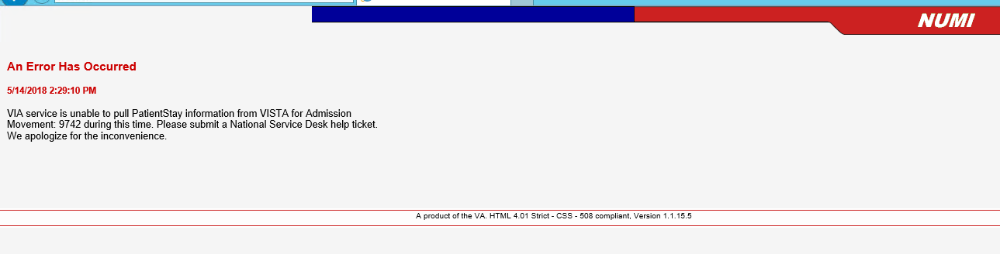 NUMI
An Error Has Occurred
5/14/2018 2:29:10 PM
VIA service is unable to pull PatientStay information from VISTA for Admission
Movement: 9742 during this time. Please submit a National Service Desk help ticket.
We apologize for the inconvenience.
A product of the VA. HTML 4.01 Strict - CSS - 508 compliant, Version 1.1.15.5